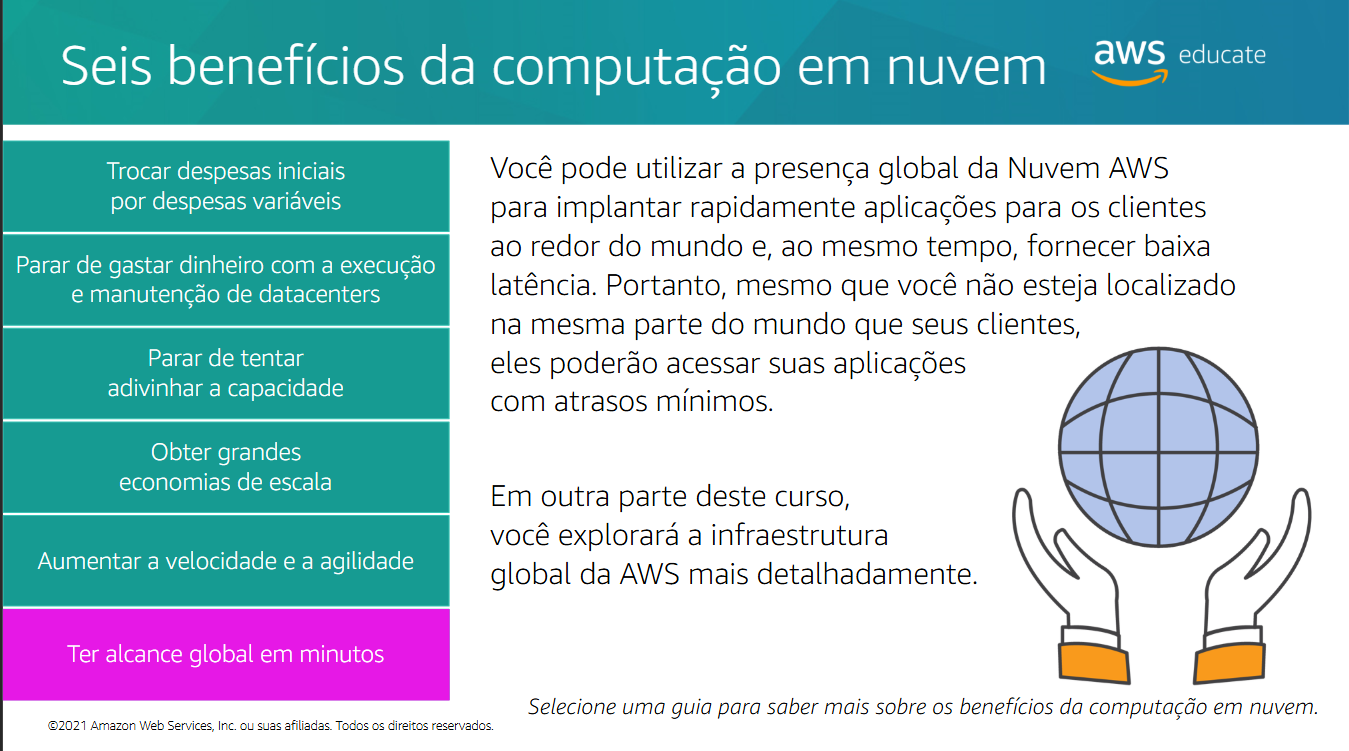 Seis benefícios da computação em nuvem
aws educate
Trocar despesas iniciais
por despesas variáveis
Parar de gastar dinheiro com a execução
e manutenção de datacenters
Parar de tentar
adivinhar a capacidade
Obter grandes
economias de escala
Aumentar a velocidade e a agilidade
Ter alcance global em minutos
Você pode utilizar a presença global da Nuvem AWS
para implantar rapidamente aplicações para os clientes
ao redor do mundo e, ao mesmo tempo, fornecer baixa
latência. Portanto, mesmo que você não esteja localizado
na mesma parte do mundo que seus clientes,
eles poderão acessar suas aplicações
com atrasos mínimos.
Em outra parte deste curso,
você explorará a infraestrutura
global da AWS mais detalhadamente.
Selecione uma guia para saber mais sobre os benefícios da computação em nuvem.
©2021 Amazon Web Services, Inc. ou suas afiliadas. Todos os direitos reservados.